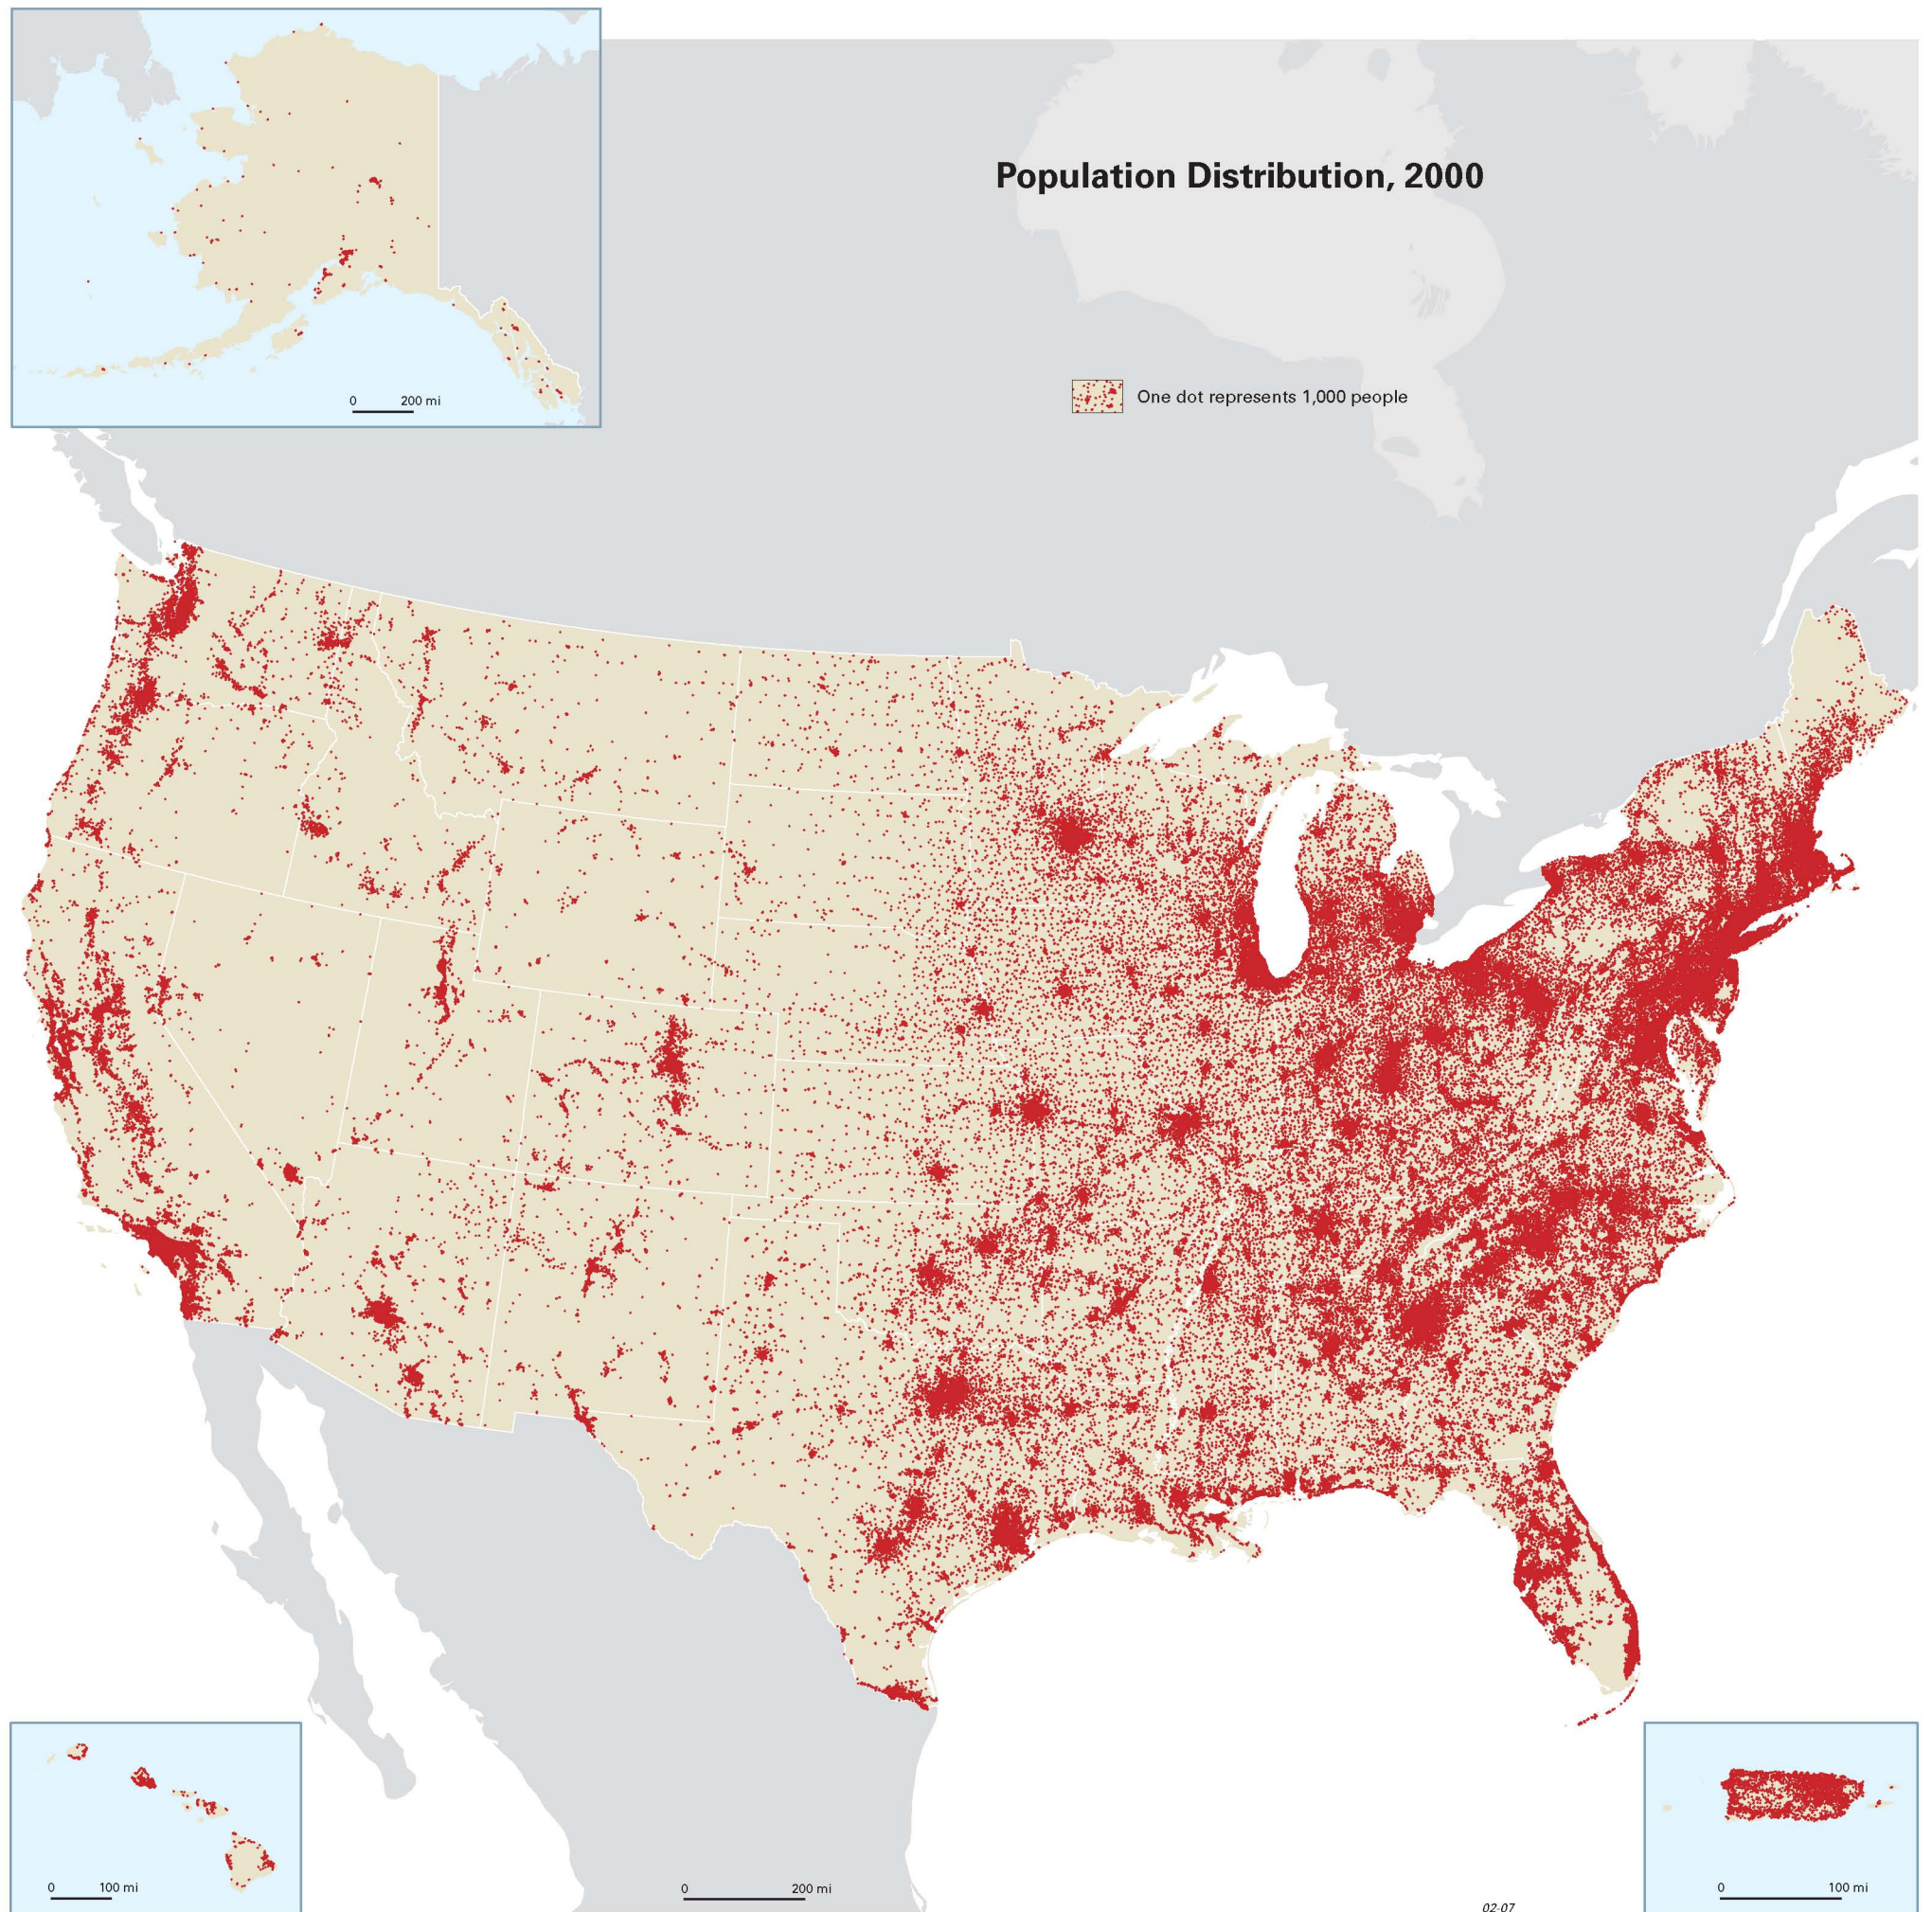 Population Distribution, 2000
One dot represents 1,000 people
0 200 mi
0 100 mi
0 200 mi
0 100 mi
02-07